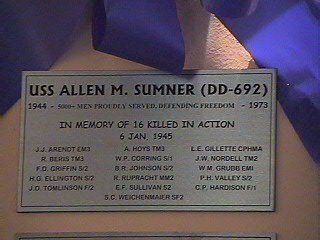 USS ALLEN M. SUMNER (DD-692)
1944 - 5000+ MEN PROUDLY SERVED, DEFENDING FREEDOM - 1973
IN MEMORY OF 16 KILLED IN ACTION
6 JAN, 1945
J.J. ARENDT EM3 A. HOYS TM3 L.E. GILLETTE CPHMA
R. BERIS TM3 W.P. CORRING S/1 J.W. NORDELL TM2
F.D. GRIFFIN S/2 B.R. JOHNSON S/2 W.M. GRUBB EM1
H.G. ELLINGTON S/2 R. RUPRACHT MM2 P.H. VALLEY S/2
J.O. TOMLINSON F/2 E.F. SULLIVAN S2 C.P. HARDISON F/1
S.C. WEICHENMAIER SF2